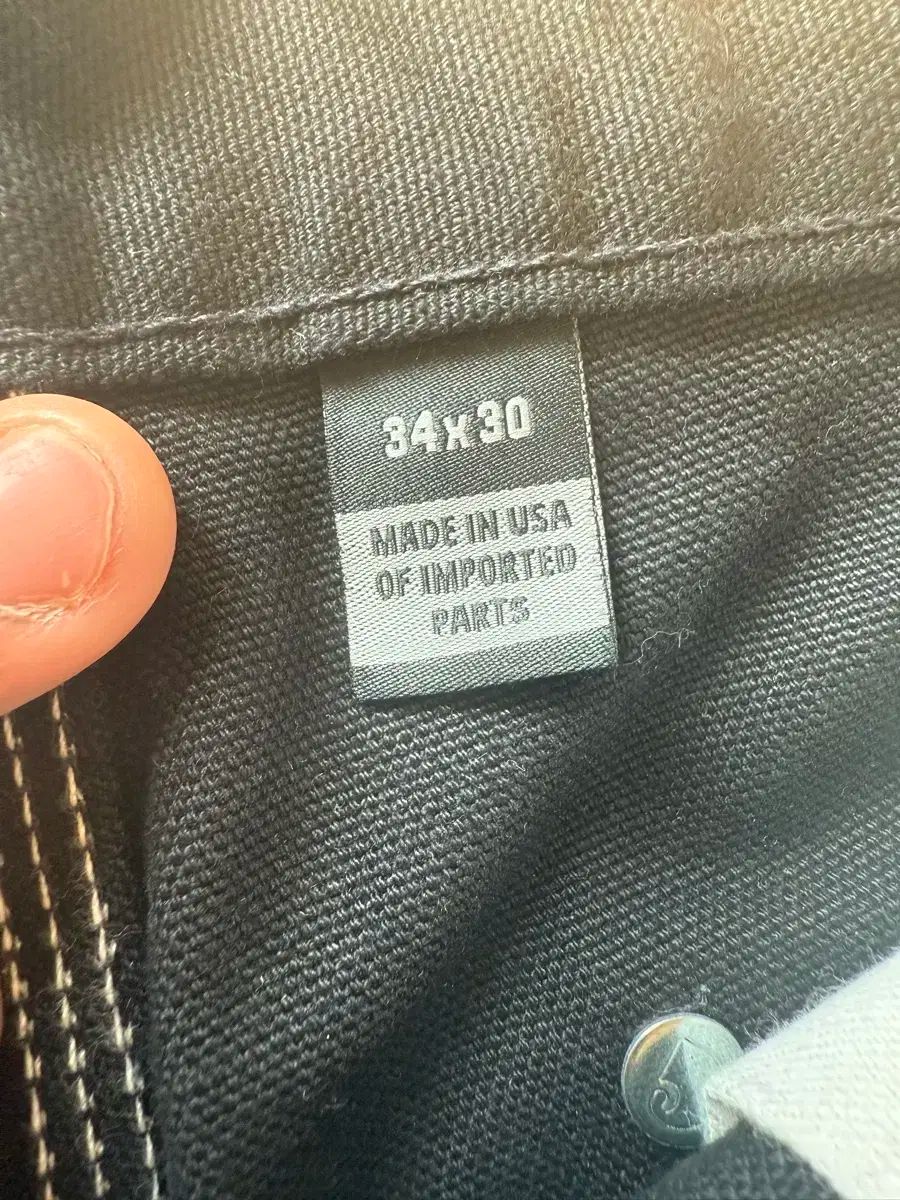 34x30
MADE IN USA
OF IMPORTED
PARTS